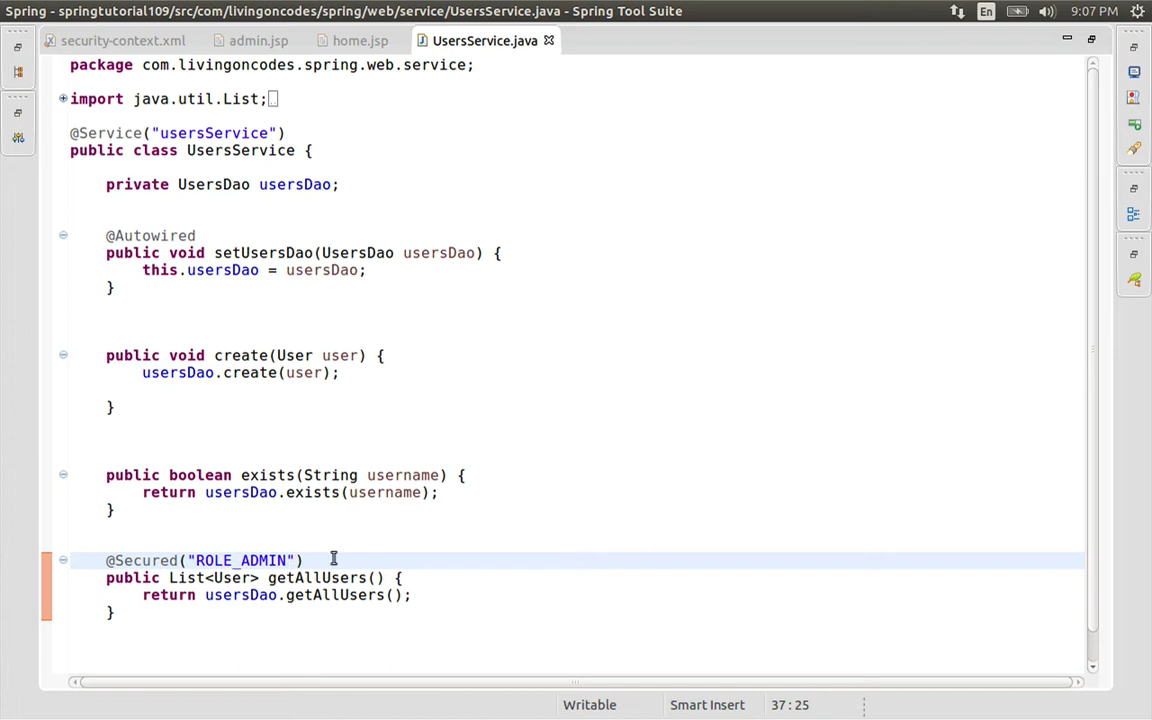 Spring - springtutorial109/src/com/livingoncodes/spring/web/service/UsersService.java - Spring Tool Suite
En
9:07 PM
security-context.xml
admin.jsp
home.jsp
UsersService.java
package com.livingoncodes.spring.web.service;
import java.util.List;
@Service("usersService")
public class UsersService {
private UsersDao usersDao;
@Autowired
public void setUsersDao(UsersDao usersDao) {
this.usersDao = usersDao;
}
public void create(User user) {
usersDao.create(user);
}
public boolean exists(String username) {
return usersDao.exists(username);
}
@Secured("ROLE_ADMIN")
public List<User> getAllUsers() {
return usersDao.getAllUsers();
}
Writable
Smart Insert
37 : 25